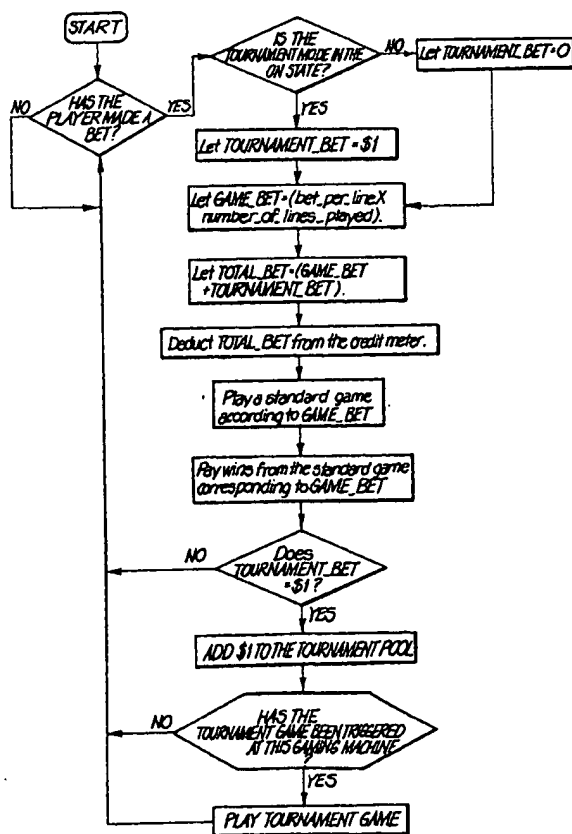 START
HAS THE
PLAYER MADE A
BET?
NO
YES
IS THE
TOURNAMENT MODE IN THE
ON STATE?
NO
Let TOURNAMENT_BET=0
YES
Let TOURNAMENT_BET = $1
Let GAME_BET=(bet_per_line X
number_of_lines_played).
Let TOTAL_BET=(GAME_BET
+TOURNAMENT_BET).
Deduct TOTAL_BET from the credit meter.
Play a standard game
according to GAME_BET
Pay wins from the standard game
corresponding to GAME_BET
Does
TOURNAMENT_BET
=$1?
NO
YES
ADD $1 TO THE TOURNAMENT POOL
HAS THE
TOURNAMENT GAME BEEN TRIGGERED
AT THIS GAMING MACHINE
?
NO
YES
PLAY TOURNAMENT GAME